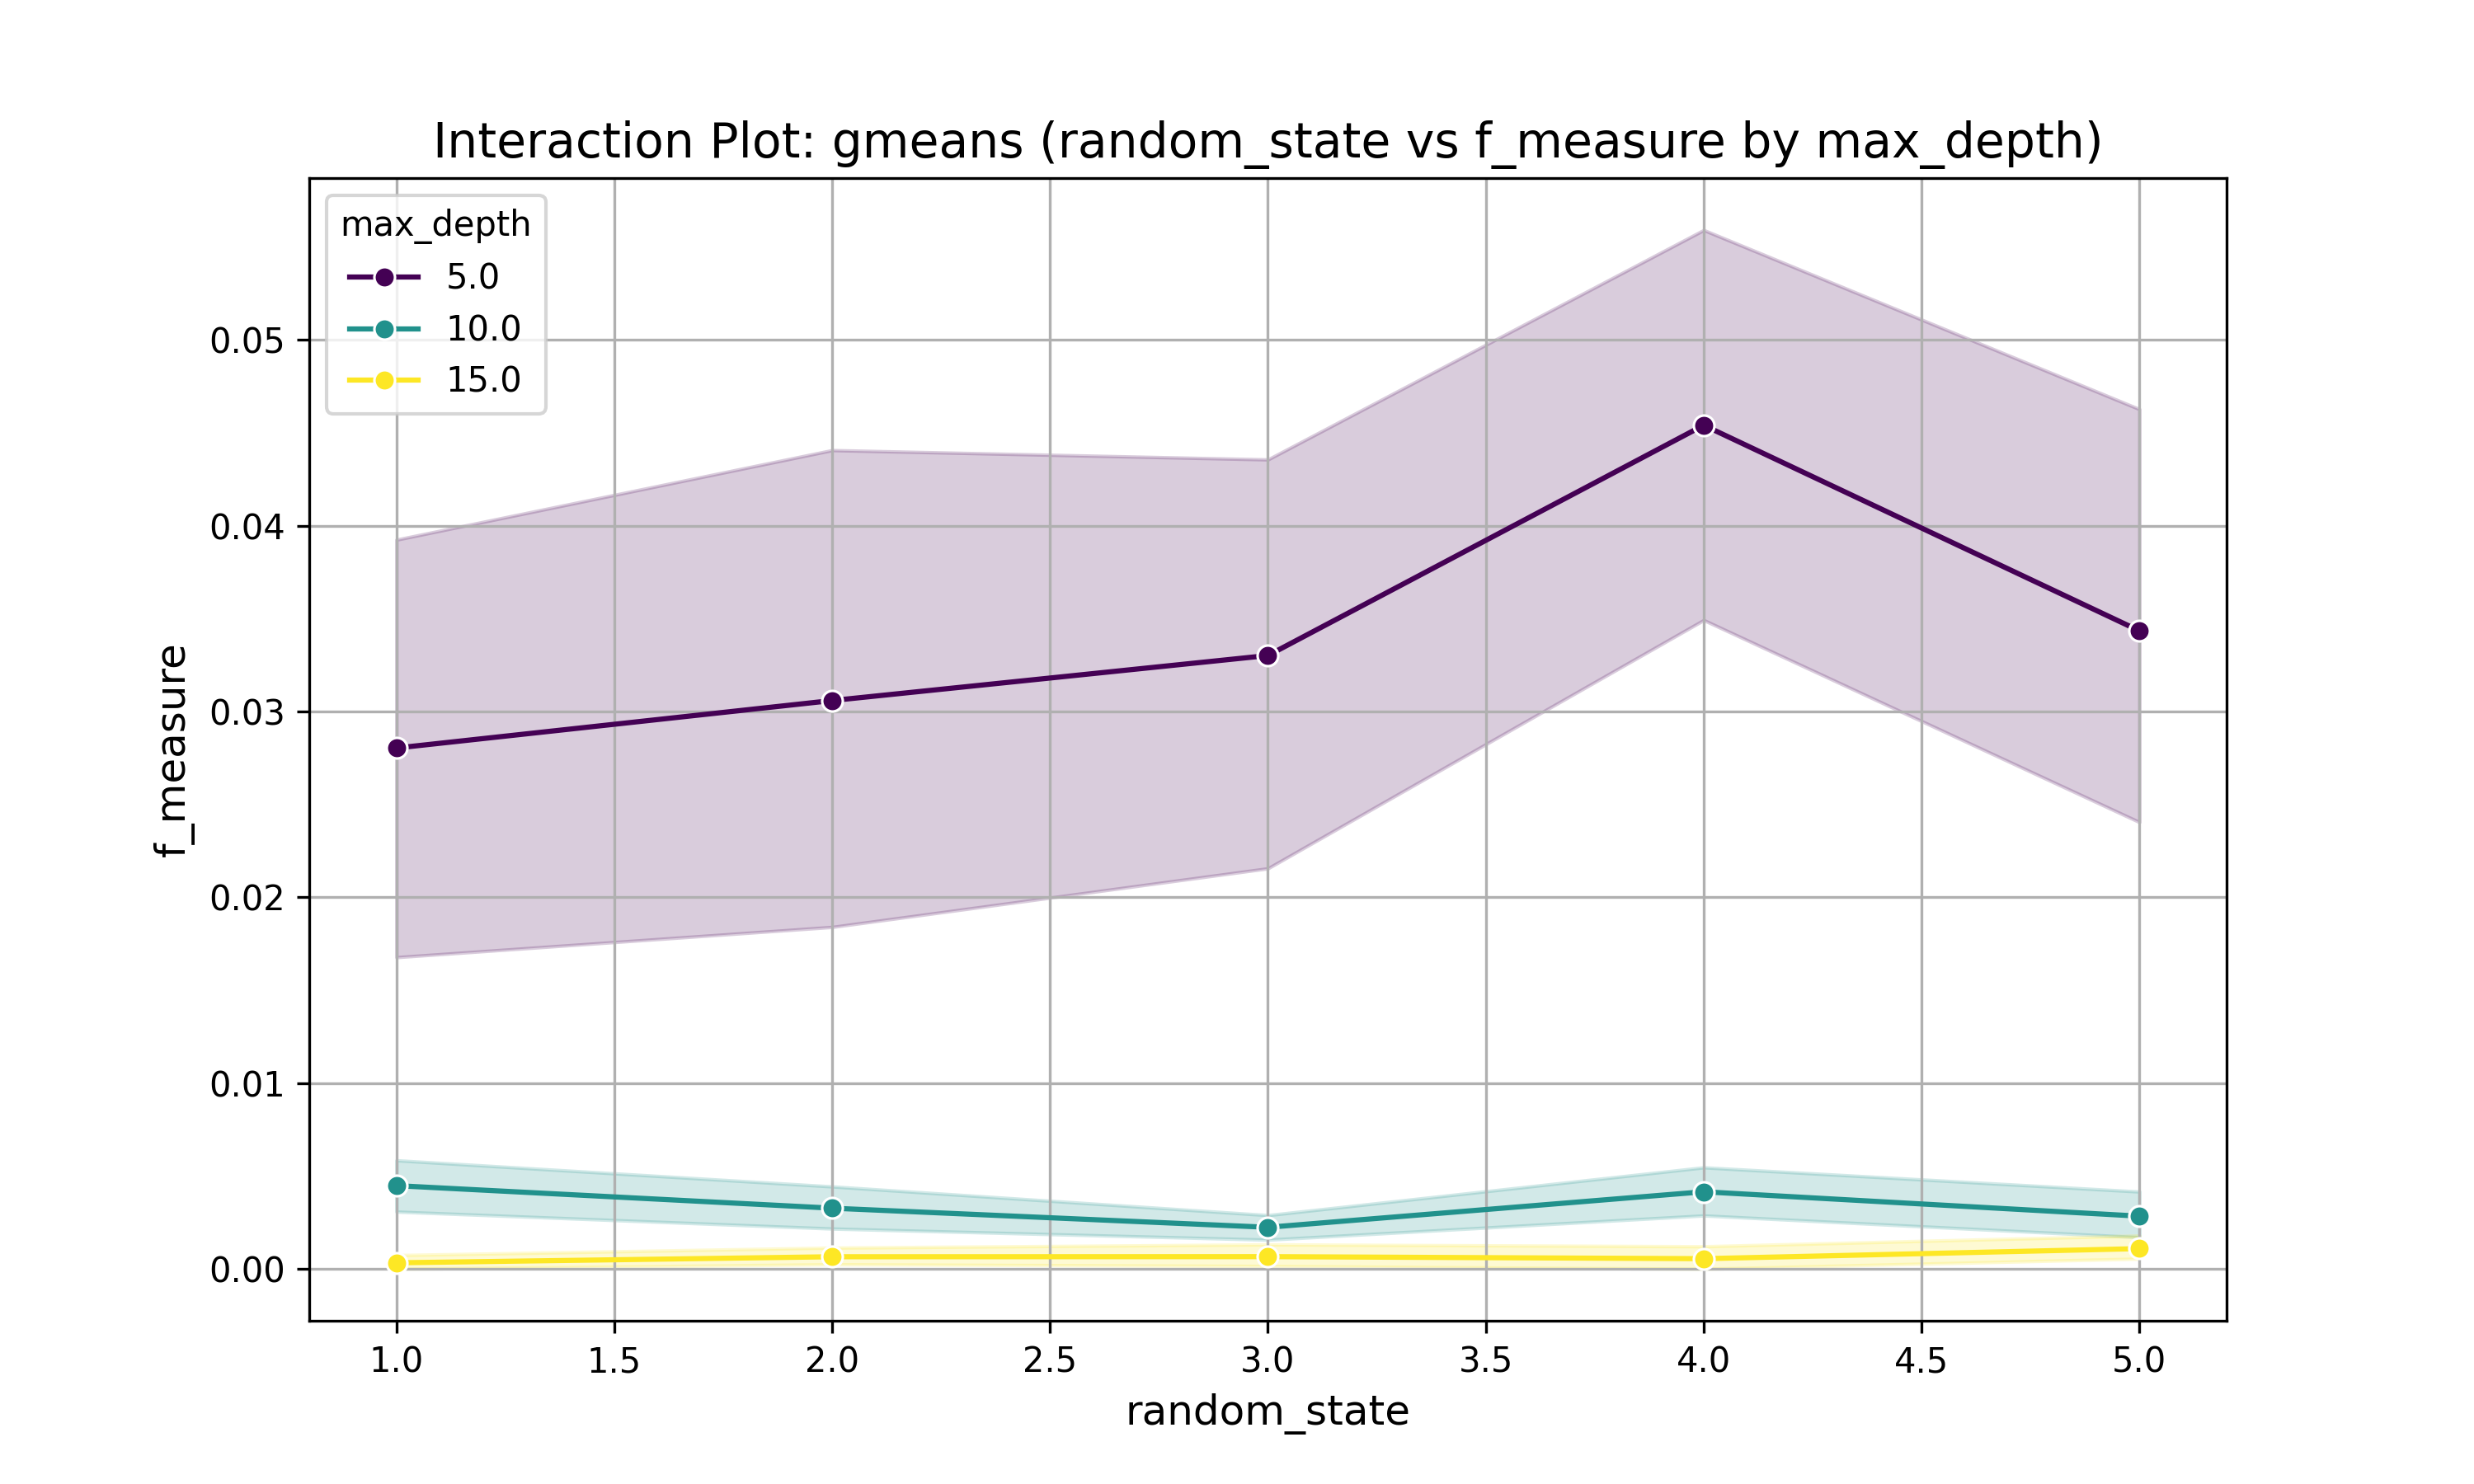 Interaction Plot: gmeans (random_state vs f_measure by max_depth)
max_depth
5.0
10.0
15.0
0.05
0.04
0.03
0.02
0.01
0.00
f_measure
1.0 1.5 2.0 2.5 3.0 3.5 4.0 4.5 5.0
random_state